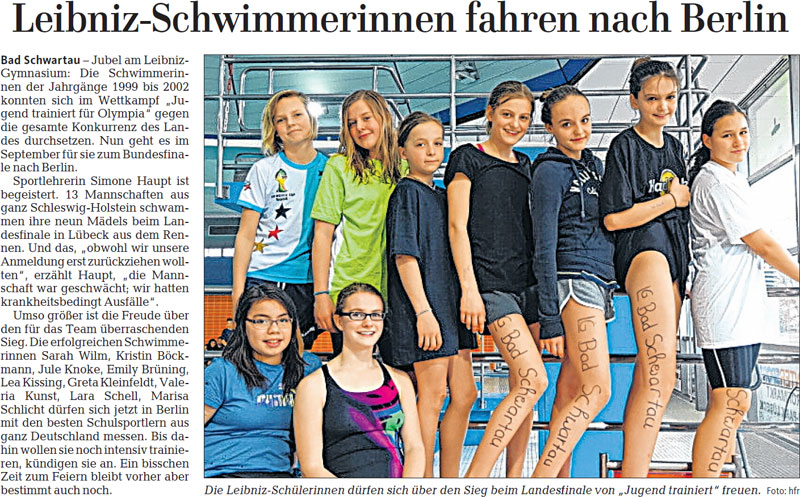 Leibniz-Schwimmerinnen fahren nach Berlin
Bad Schwartau – Jubel am Leibniz-
Gymnasium: Die Schwimmerin-
nen der Jahrgänge 1999 bis 2002
konnten sich im Wettkampf „Ju-
gend trainiert für Olympia“ gegen
die gesamte Konkurrenz des Lan-
des durchsetzen. Nun geht es im
September für sie zum Bundesfina-
le nach Berlin.
Sportlehrerin Simone Haupt ist
begeistert. 13 Mannschaften aus
ganz Schleswig-Holstein schwam-
men ihre neun Mädels beim Lan-
desfinale in Lübeck aus dem Ren-
nen. Und das, „obwohl wir unsere
Anmeldung erst zurückziehen woll-
ten“, erzählt Haupt, „die Mann-
schaft war geschwächt; wir hatten
krankheitsbedingt Ausfälle“.
Umso größer ist die Freude über
den für das Team überraschenden
Sieg. Die erfolgreichen Schwimme-
rinnen Sarah Wilm, Kristin Böck-
mann, Jule Knoke, Emily Brüning,
Lea Kissing, Greta Kleinfeldt, Vale-
ria Kunst, Lara Schell, Marisa
Schlicht dürfen sich jetzt in Berlin
mit den besten Schulsportlern aus
ganz Deutschland messen. Bis da-
hin wollen sie noch intensiv trainie-
ren, kündigen sie an. Ein bisschen
Zeit zum Feiern bleibt vorher aber
bestimmt auch noch.
IG Bad Schwartau
IG Bad Schwartau
IG Bad Schwartau
Schwartau
Die Leibniz-Schülerinnen dürfen sich über den Sieg beim Landesfinale von „Jugend trainiert“ freuen. Foto: hfr